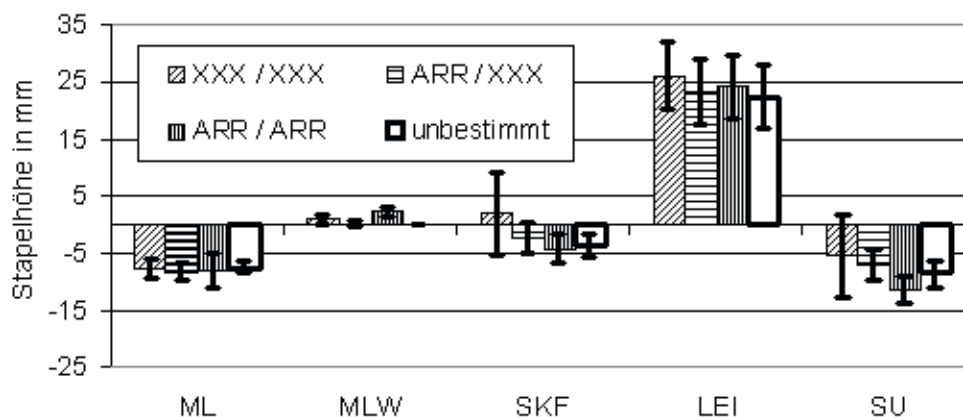 35
25
15
5
-5
-15
-25
Stapelhöhe in mm
XXX / XXX
ARR / XXX
ARR / ARR
unbestimmt
ML
MLW
SKF
LEI
SU